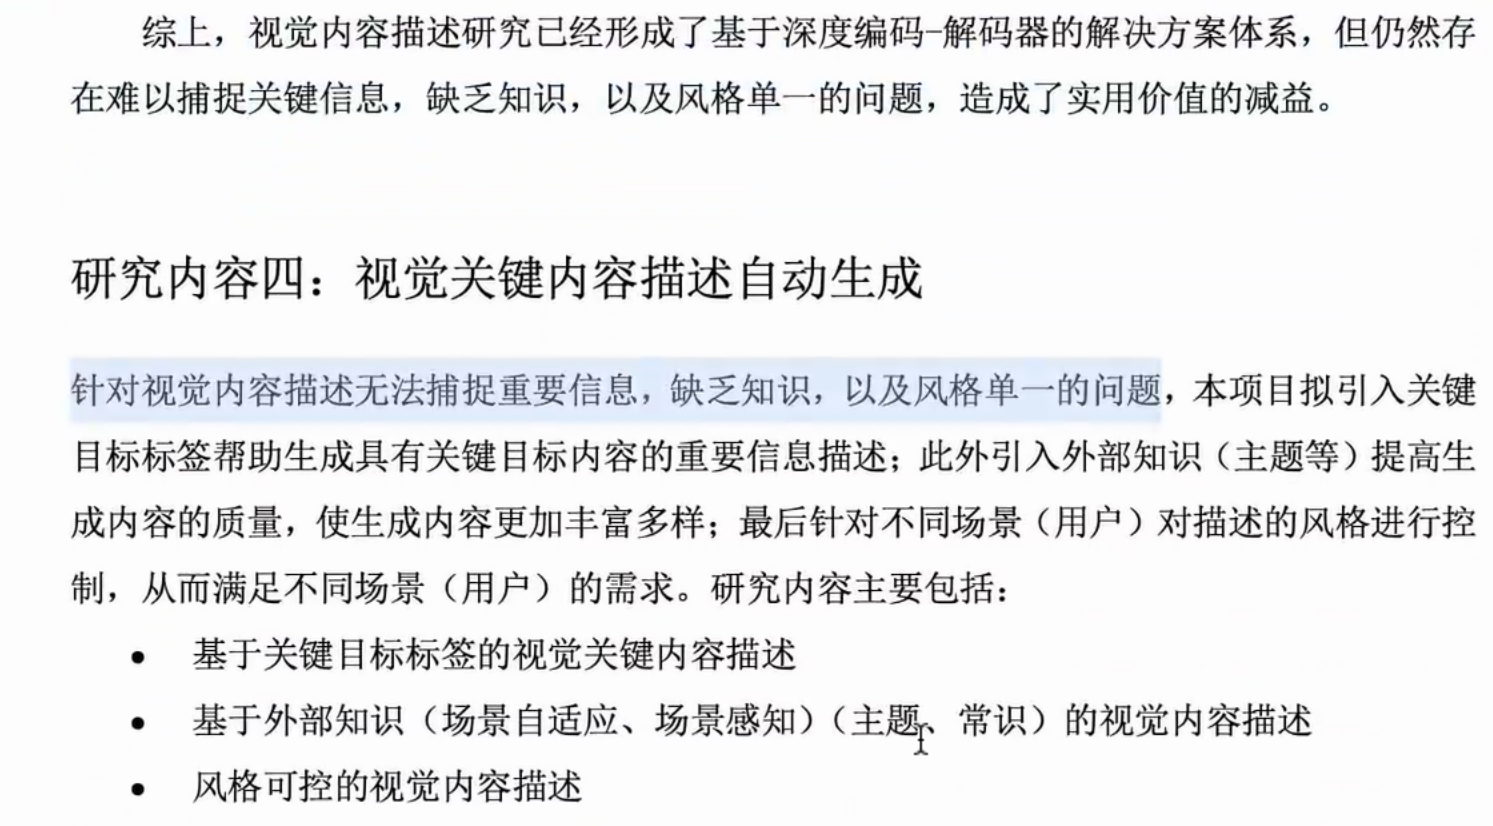 综上，视觉内容描述研究已经形成了基于深度编码-解码器的解决方案体系，但仍然存
在难以捕捉关键信息，缺乏知识，以及风格单一的问题，造成了实用价值的减益。
研究内容四：视觉关键内容描述自动生成
针对视觉内容描述无法捕捉重要信息，缺乏知识，以及风格单一的问题，本项目拟引入关键
目标标签帮助生成具有关键目标内容的重要信息描述；此外引入外部知识（主题等）提高生
成内容的质量，使生成内容更加丰富多样；最后针对不同场景（用户）对描述的风格进行控
制，从而满足不同场景（用户）的需求。研究内容主要包括：
• 基于关键目标标签的视觉关键内容描述
• 基于外部知识（场景自适应、场景感知）（主题、常识）的视觉内容描述
• 风格可控的视觉内容描述